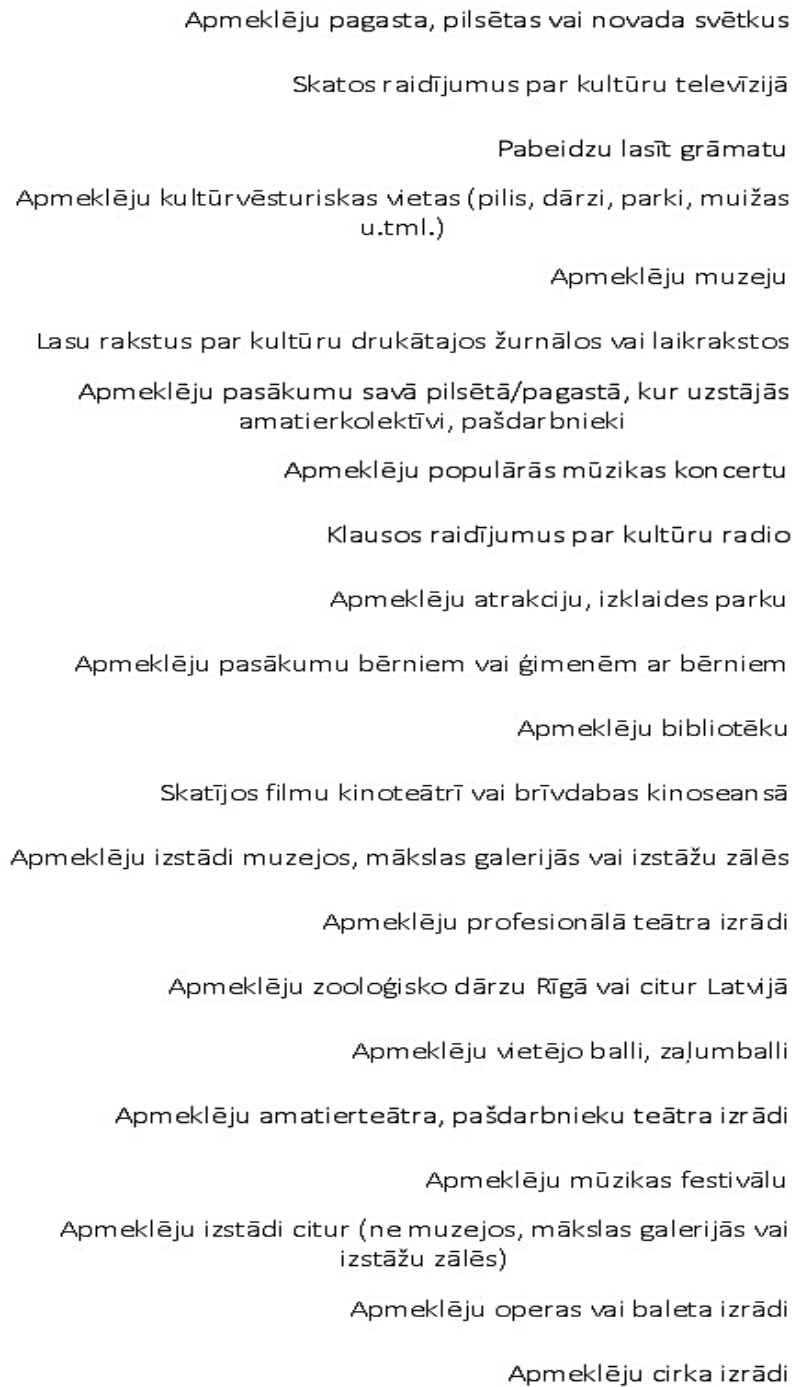 Apmeklēju pagasta, pilsētas vai novada svētkus
Skatos raidījumus par kultūru televīzijā
Pabeidzu lasīt grāmatu
Apmeklēju kultūrvēsturiskas vietas (pilis, dārzi, parki, muižas
u.tml.)
Apmeklēju muzeju
Lasu rakstus par kultūru drukātajos žurnālos vai laikrakstos
Apmeklēju pasākumu savā pilsētā/pagastā, kur uzstājās
amatierkolektīvi, pašdarbnieki
Apmeklēju populārās mūzikas koncertu
Klausos raidījumus par kultūru radio
Apmeklēju atrakciju, izklaides parku
Apmeklēju pasākumu bērniem vai ģimenēm ar bērniem
Apmeklēju bibliotēku
Skatījos filmu kinoteātrī vai brīvdabas kinoseansā
Apmeklēju izstādi muzejos, mākslas galerijās vai izstāžu zālēs
Apmeklēju profesionālā teātra izrādi
Apmeklēju zooloģisko dārzu Rīgā vai citur Latvijā
Apmeklēju vietējo balli, zaļumballi
Apmeklēju amatierteātra, pašdarbnieku teātra izrādi
Apmeklēju mūzikas festivālu
Apmeklēju izstādi citur (ne muzejos, mākslas galerijās vai
izstāžu zālēs)
Apmeklēju operas vai baleta izrādi
Apmeklēju cirka izrādi